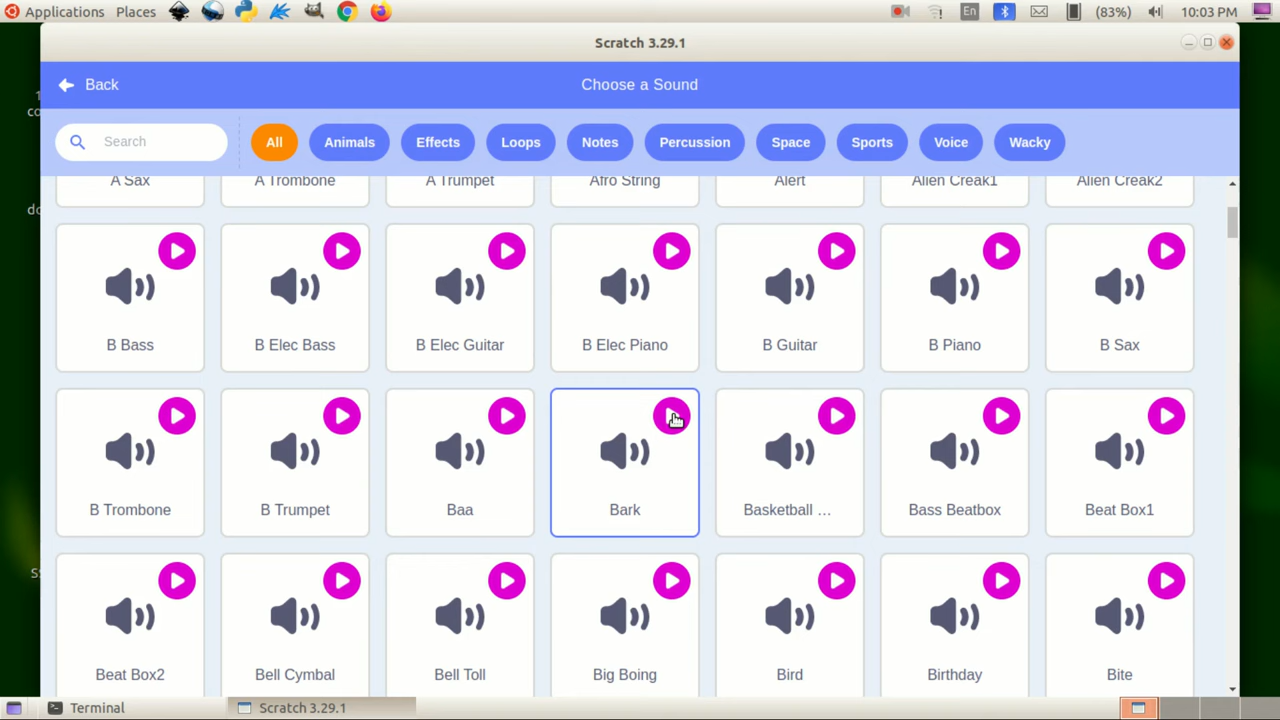 Applications Places En (83%) 10:03 PM
Scratch 3.29.1
Back Choose a Sound
Search All Animals Effects Loops Notes Percussion Space Sports Voice Wacky
A Sax A Trombone A Trumpet Afro String Alert Alien Creak1 Alien Creak2
B Bass B Elec Bass B Elec Guitar B Elec Piano B Guitar B Piano B Sax
B Trombone B Trumpet Baa Bark Basketball … Bass Beatbox Beat Box1
Beat Box2 Bell Cymbal Bell Toll Big Boing Bird Birthday Bite
Terminal Scratch 3.29.1